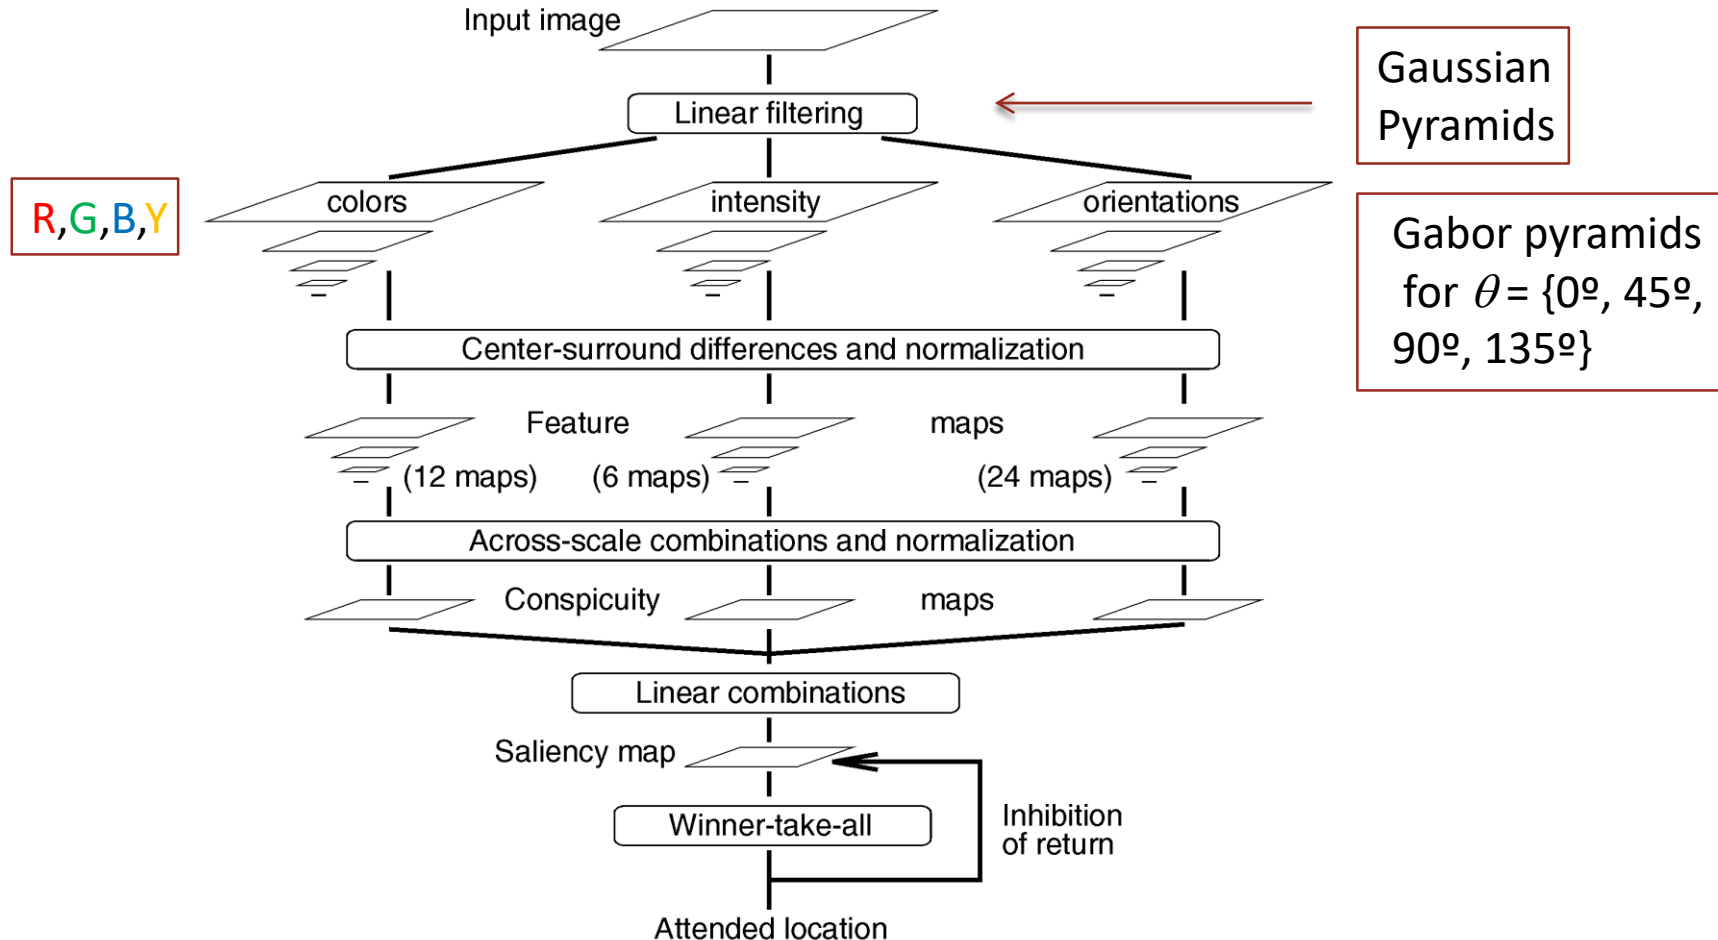 Input image
Linear filtering
Gaussian
Pyramids
R,G,B,Y
colors
intensity
orientations
Gabor pyramids
for θ = {0º, 45º,
90º, 135º}
Center-surround differences and normalization
Feature maps
(12 maps) (6 maps) (24 maps)
Across-scale combinations and normalization
Conspicuity maps
Linear combinations
Saliency map
Winner-take-all
Inhibition
of return
Attended location